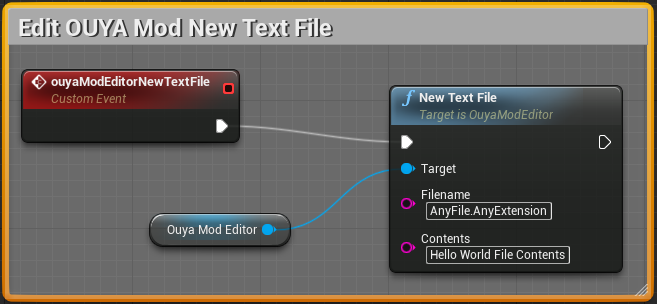 Edit OUYA Mod New Text File
ouyaModEditorNewTextFile
Custom Event
f New Text File
Target is OuyaModEditor
Target
Filename
AnyFile.AnyExtension
Contents
Hello World File Contents
Ouya Mod Editor